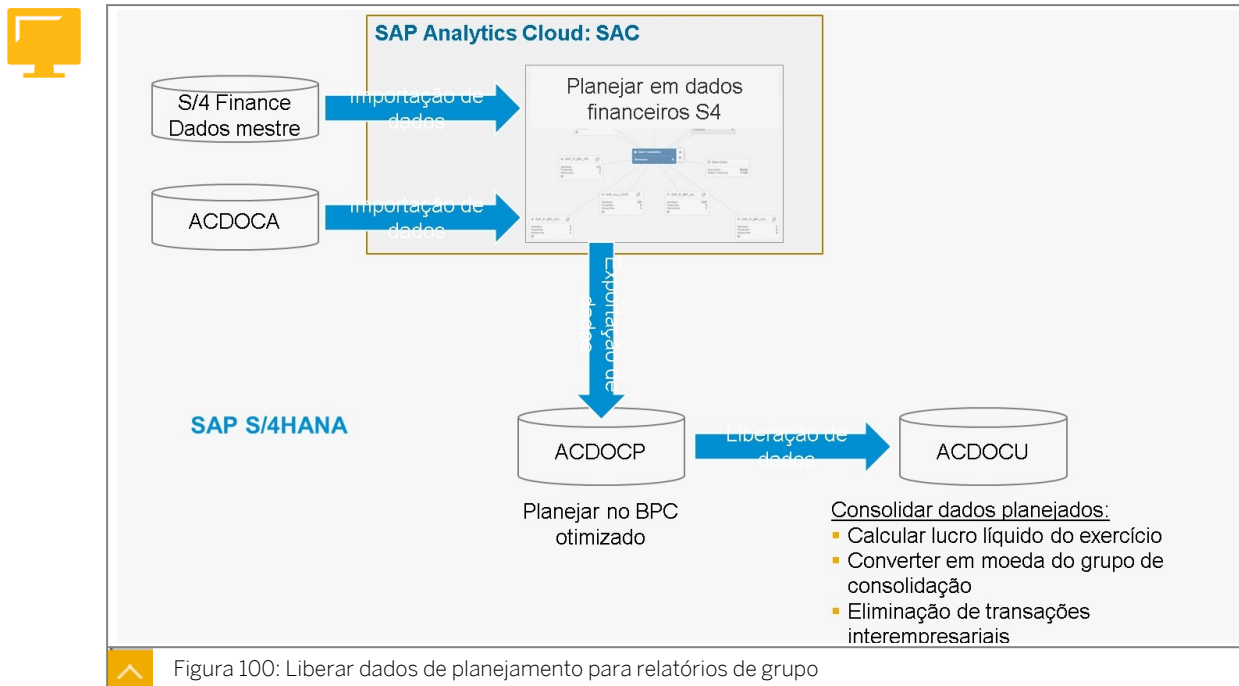 SAP Analytics Cloud: SAC
S/4 Finance
Dados mestre
Importação de
dados
Planejar em dados
financeiros S4
ACDOCA
Importação de
dados
Exportação de
dados
SAP S/4HANA
ACDOCP
Liberação de
dados
ACDOCU
Planejar no BPC
otimizado
Consolidar dados planejados:
Calcular lucro líquido do exercício
Converter em moeda do grupo de
consolidação
Eliminação de transações
interempresariais
Figura 100: Liberar dados de planejamento para relatórios de grupo